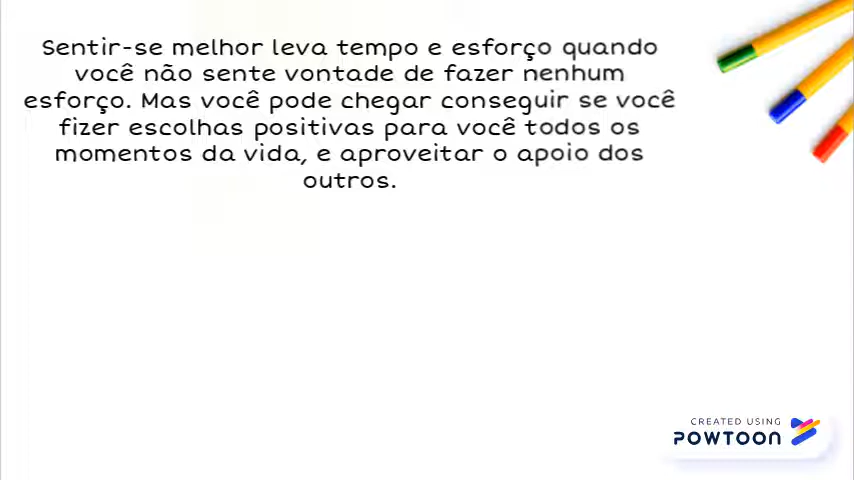 Sentir-se melhor leva tempo e esforço quando
você não sente vontade de fazer nenhum
esforço. Mas você pode chegar conseguir se você
fizer escolhas positivas para você todos os
momentos da vida, e aproveitar o apoio dos
outros.
CREATED USING
POWTOON